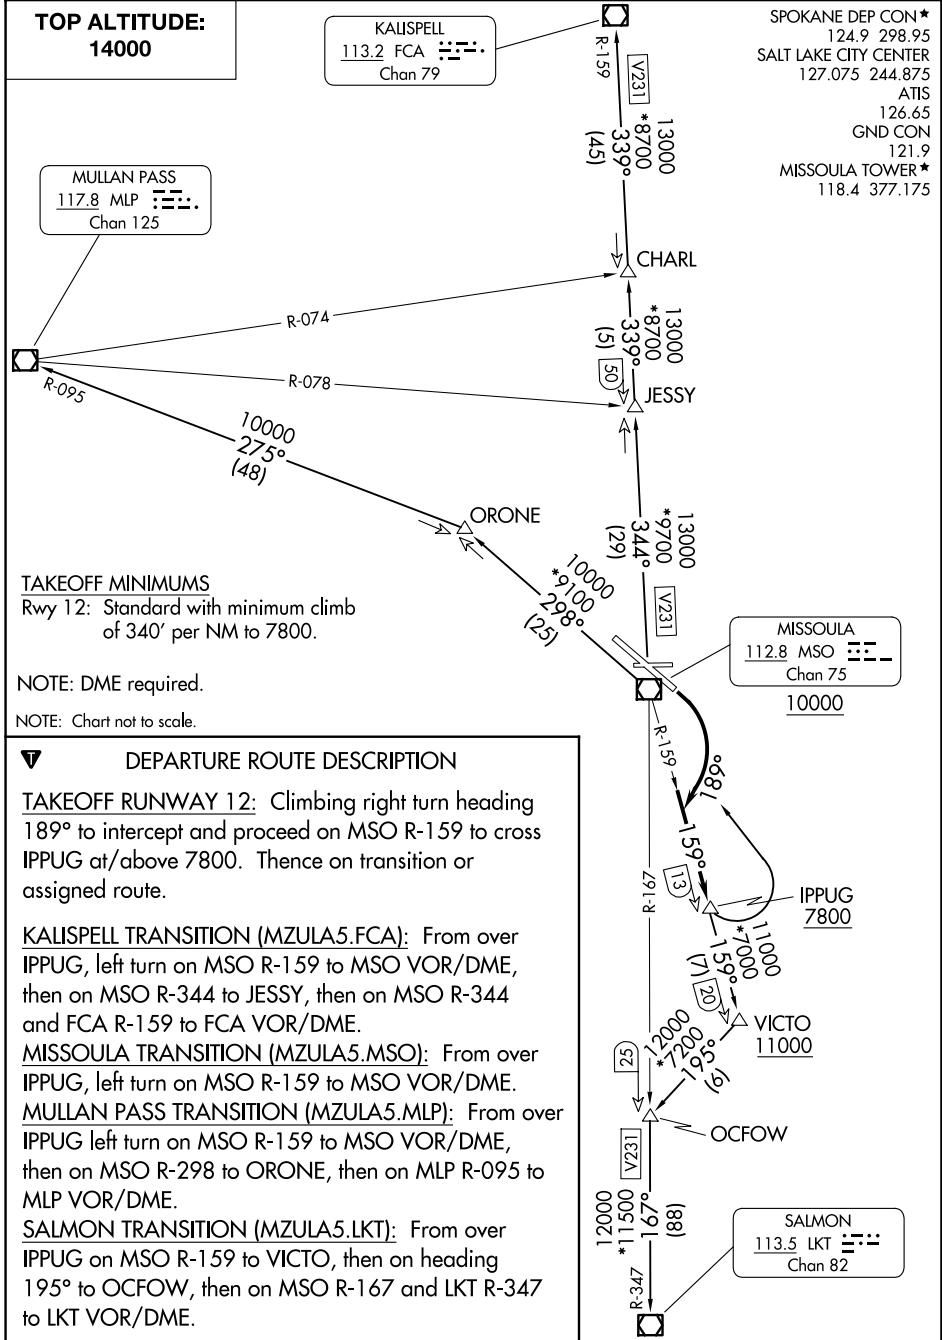 TOP ALTITUDE:
14000
KALISPELL
113.2 FCA
Chan 79
SPOKANE DEP CON★
124.9 298.95
SALT LAKE CITY CENTER
127.075 244.875
ATIS
126.65
GND CON
121.9
MISSOULA TOWER★
118.4 377.175
R-159
V231
13000
*8700
339°
(45)
MULLAN PASS
117.8 MLP
Chan 125
CHARL
R-074
13000
*8700
339°
(5)
50
R-078
JESSY
R-095
10000
275°
(48)
ORONE
13000
*9700
344°
(29)
V231
10000
*9100
298°
(25)
TAKEOFF MINIMUMS
Rwy 12: Standard with minimum climb
of 340' per NM to 7800.
NOTE: DME required.
NOTE: Chart not to scale.
MISSOULA
112.8 MSO
Chan 75
10000
R-159
189°
159°
13
R-167
IPPUG
7800
11000
*7000
159°
(7)
20
VICTO
11000
12000
*7200
195°
(6)
25
OCFOW
V231
12000
*11500
167°
(88)
R-347
SALMON
113.5 LKT
Chan 82
T
DEPARTURE ROUTE DESCRIPTION
TAKEOFF RUNWAY 12: Climbing right turn heading
189° to intercept and proceed on MSO R-159 to cross
IPPUG at/above 7800. Thence on transition or
assigned route.
KALISPELL TRANSITION (MZULA5.FCA): From over
IPPUG, left turn on MSO R-159 to MSO VOR/DME,
then on MSO R-344 to JESSY, then on MSO R-344
and FCA R-159 to FCA VOR/DME.
MISSOULA TRANSITION (MZULA5.MSO): From over
IPPUG, left turn on MSO R-159 to MSO VOR/DME.
MULLAN PASS TRANSITION (MZULA5.MLP): From over
IPPUG left turn on MSO R-159 to MSO VOR/DME,
then on MSO R-298 to ORONE, then on MLP R-095 to
MLP VOR/DME.
SALMON TRANSITION (MZULA5.LKT): From over
IPPUG on MSO R-159 to VICTO, then on heading
195° to OCFOW, then on MSO R-167 and LKT R-347
to LKT VOR/DME.